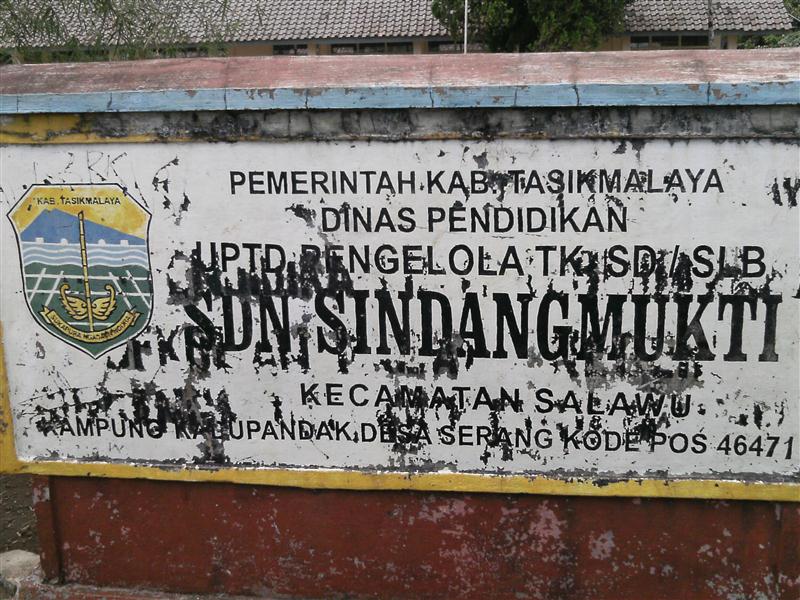 KAB. TASIKMALAYA
PEMERINTAH KAB. TASIKMALAYA
DINAS PENDIDIKAN
UPTD PENGELOLA TK/SD/SLB
SDN SINDANGMUKTI
KECAMATAN SALAWU
KAMPUNG KALUPANDAK DESA SERANG KODE POS 46471